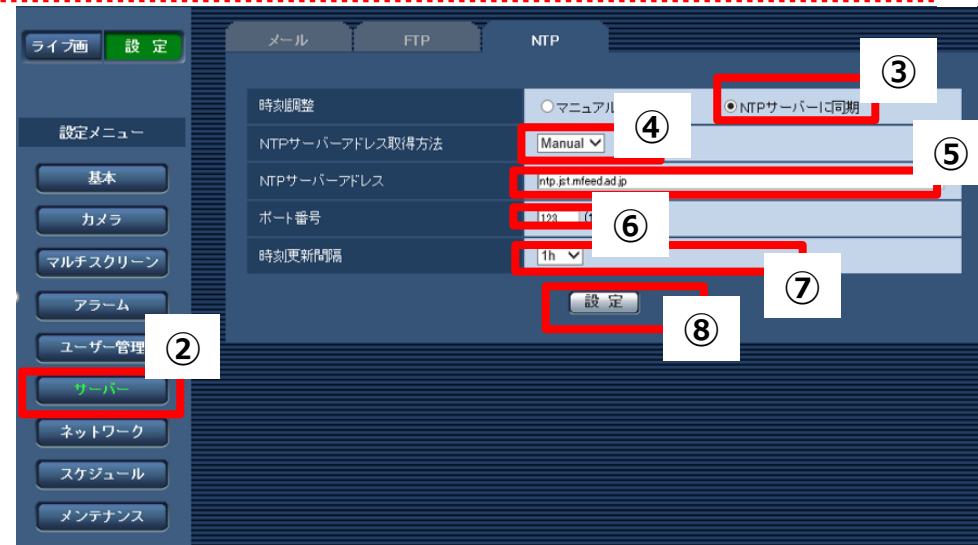 ライブ画 設 定
メール FTP NTP
③
時刻調整 ○マニュアル ◉NTPサーバーに同期
④
設定メニュー
NTPサーバーアドレス取得方法 Manual
⑤
基本
NTPサーバーアドレス ntp.jst.mfeed.ad.jp
カメラ
ポート番号 123
⑥
マルチスクリーン
時刻更新間隔 1h
⑦
アラーム
設 定
⑧
ユーザー管理
②
サーバー
ネットワーク
スケジュール
メンテナンス